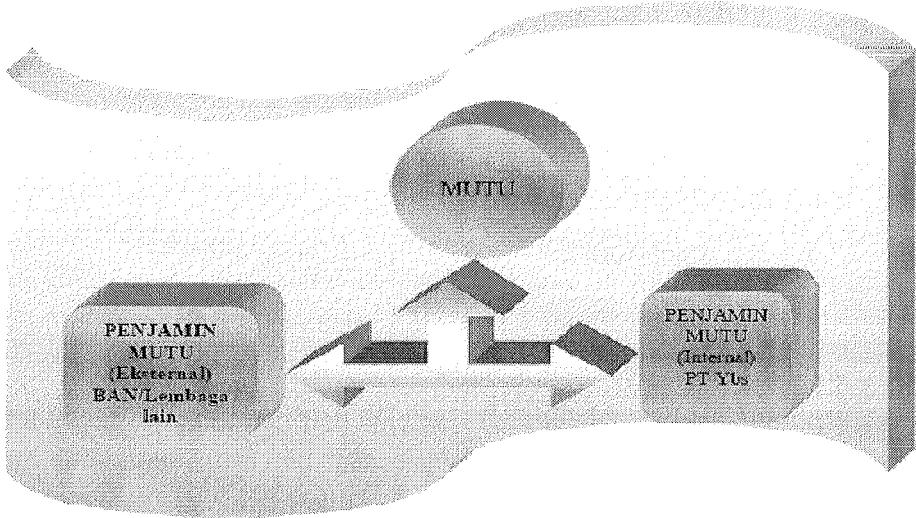 MUTU
PENJAMIN
MUTU
(Eksternal)
BAN/Lembaga
lain
PENJAMIN
MUTU
(Internal)
PT Ybs